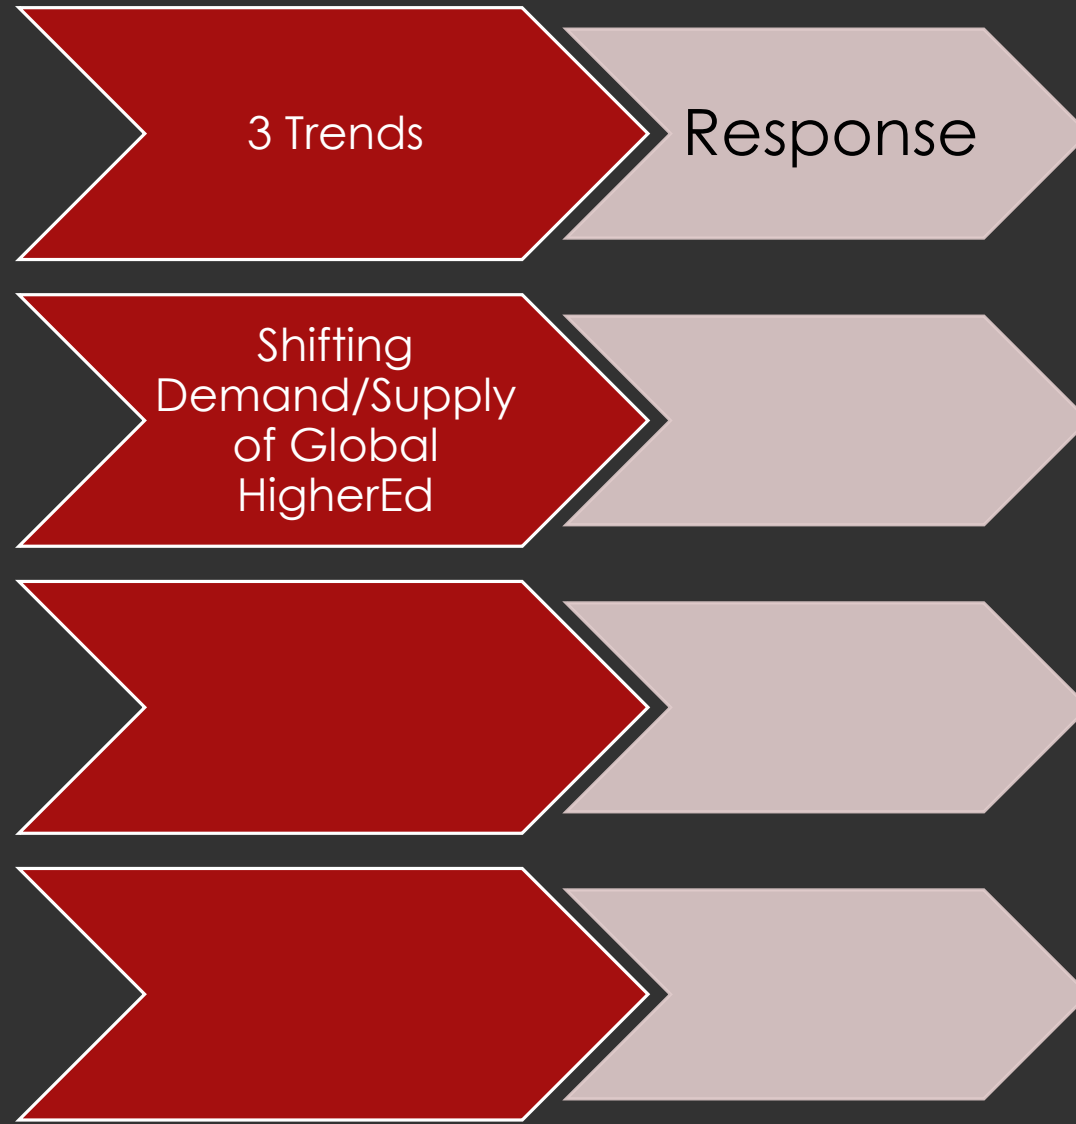 3 Trends
Response
Shifting
Demand/Supply
of Global
HigherEd